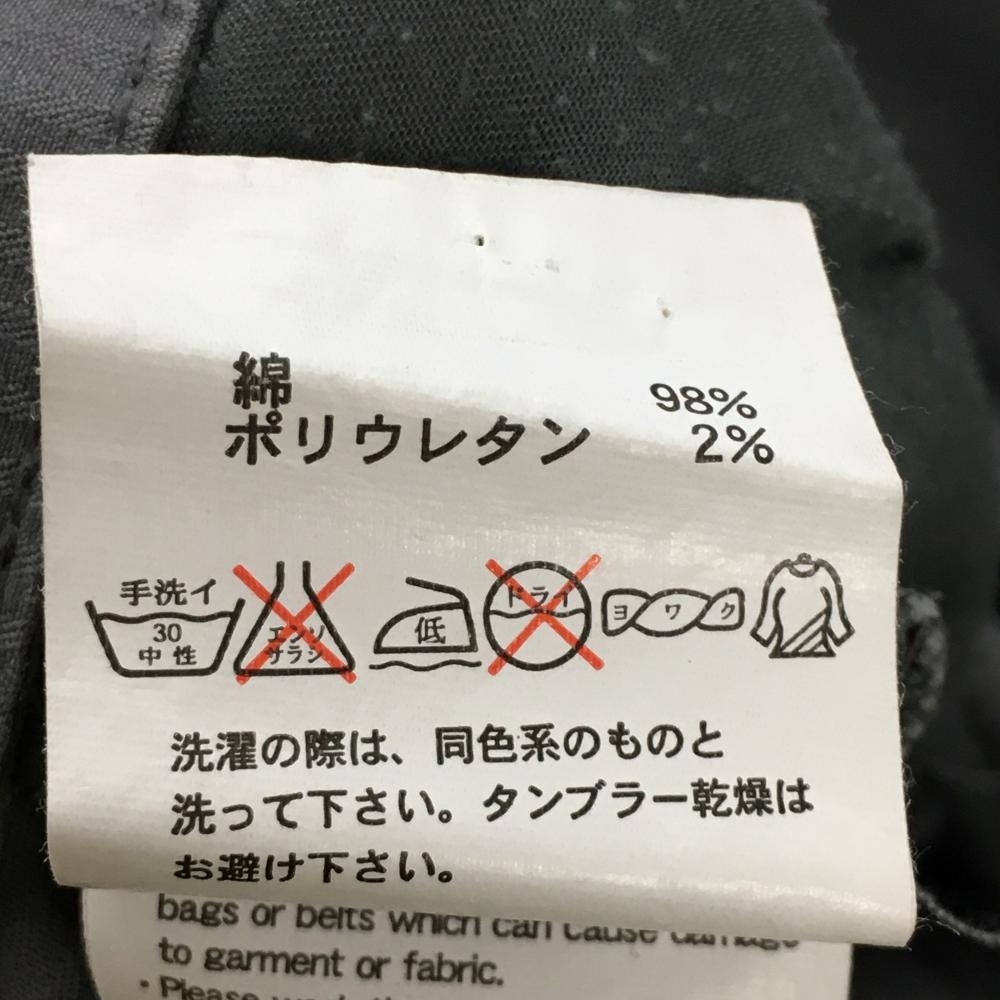 綿 98%
ポリウレタン 2%
手洗イ
30
中性
エンソ
サラシ
低
ドライ
ヨワク
洗濯の際は、同色系のものと
洗って下さい。タンブラー乾燥は
お避け下さい。
bags or belts which can cause damage
to garment or fabric.
・Please